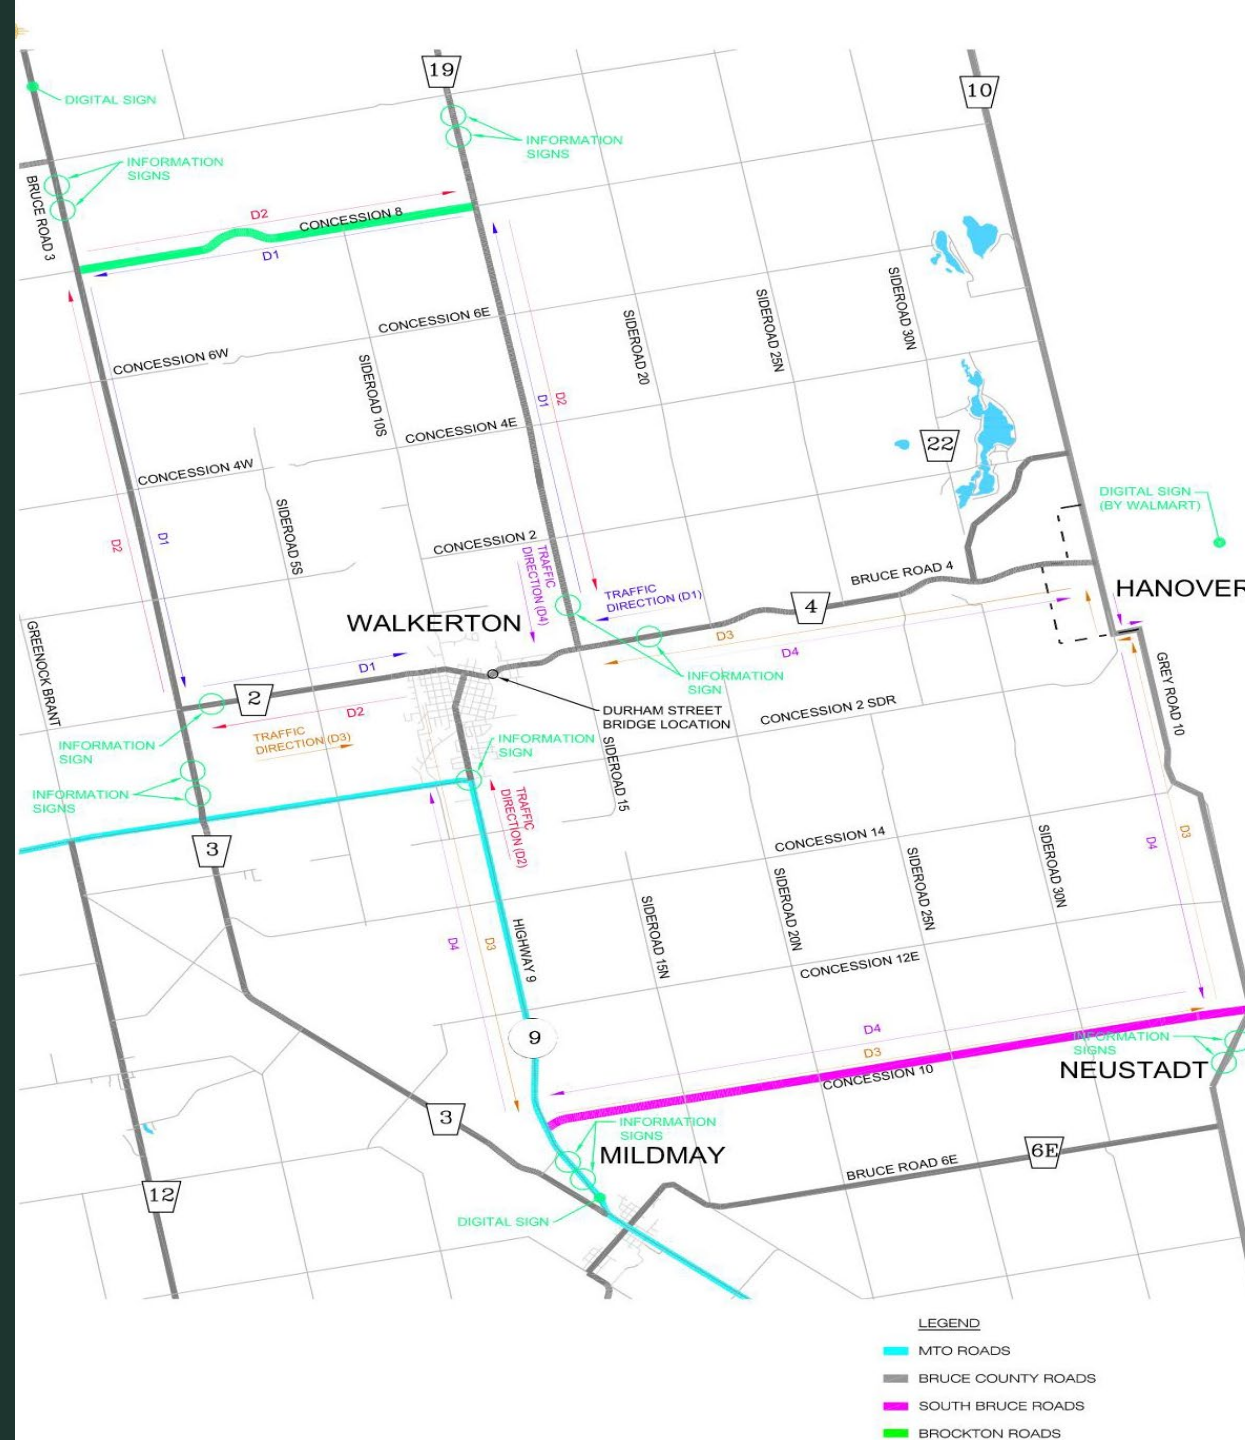 19
10
DIGITAL SIGN
INFORMATION
SIGNS
INFORMATION
SIGNS
BRUCE ROAD 3
D2
CONCESSION 8
D1
SIDEROAD 30N
SIDEROAD 25N
SIDEROAD 20
CONCESSION 6E
CONCESSION 6W
SIDEROAD 10S
D1
D2
CONCESSION 4E
22
CONCESSION 4W
DIGITAL SIGN
(BY WALMART)
SIDEROAD 5S
D2
D1
CONCESSION 2
TRAFFIC
DIRECTION (D4)
BRUCE ROAD 4
HANOVER
TRAFFIC
DIRECTION (D1)
4
WALKERTON
GREENOCK BRANT
D3
D4
D1
INFORMATION
SIGN
GREY ROAD 10
2
D2
DURHAM STREET
BRIDGE LOCATION
CONCESSION 2 SDR
TRAFFIC
DIRECTION (D3)
INFORMATION
SIGN
INFORMATION
SIGN
SIDEROAD 15
INFORMATION
SIGNS
TRAFFIC
DIRECTION (D2)
3
CONCESSION 14
D3
D4
SIDEROAD 30N
SIDEROAD 25N
SIDEROAD 20N
SIDEROAD 15N
D4
D3
HIGHWAY 9
CONCESSION 12E
9
D4
D3
INFORMATION
SIGNS
NEUSTADT
CONCESSION 10
3
INFORMATION
SIGNS
MILDMAY
6E
BRUCE ROAD 6E
12
DIGITAL SIGN
LEGEND
MTO ROADS
BRUCE COUNTY ROADS
SOUTH BRUCE ROADS
BROCKTON ROADS